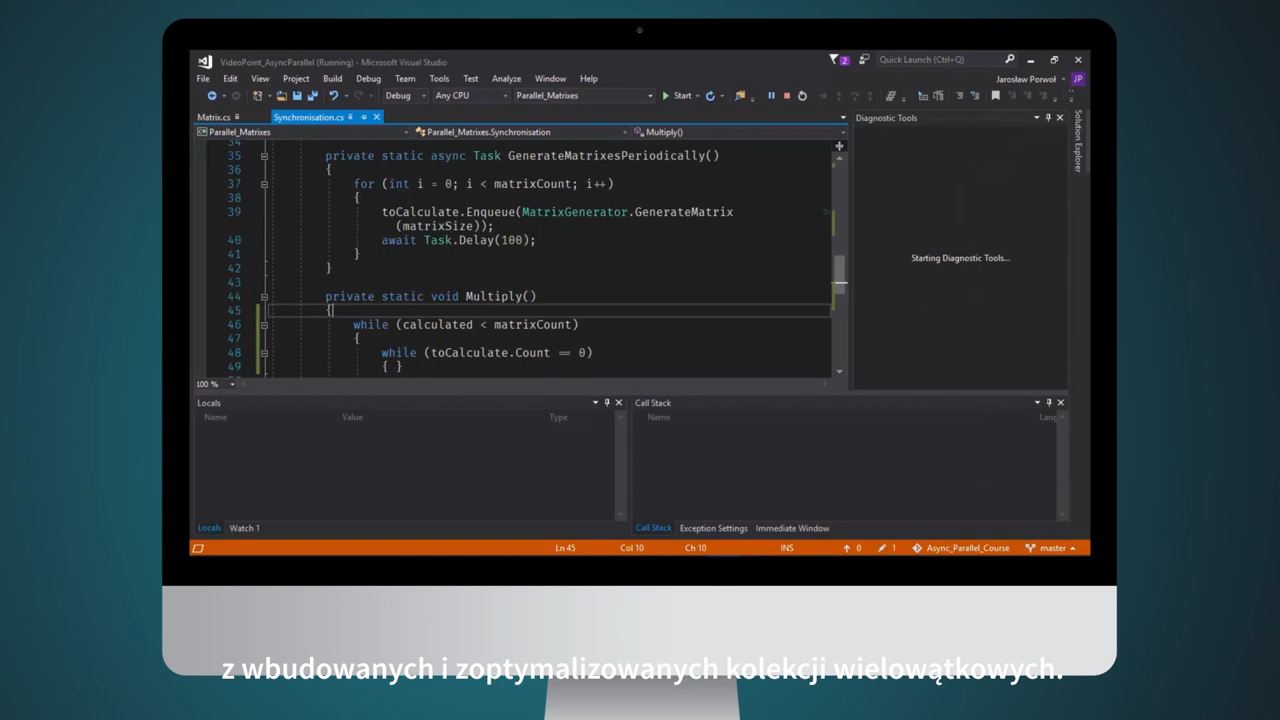 VideoPoint_AsyncParallel (Running) - Microsoft Visual Studio
2
Quick Launch (Ctrl+Q)
File Edit View Project Build Debug Team Tools Test Analyze Window Help
Jarosław Porwoł JP
Debug Any CPU Parallel_Matrixes Start
Matrix.cs Synchronisation.cs
Parallel_Matrixes Parallel_Matrixes.Synchronisation Multiply()
Diagnostic Tools
Solution Explorer
34
35 private static async Task GenerateMatrixesPeriodically()
36 {
37 for (int i = 0; i < matrixCount; i++)
38 {
39 toCalculate.Enqueue(MatrixGenerator.GenerateMatrix
(matrixSize));
40 await Task.Delay(100);
41 }
42 }
43
44 private static void Multiply()
45 {
46 while (calculated < matrixCount)
47 {
48 while (toCalculate.Count == 0)
49 { }
Starting Diagnostic Tools...
100 %
Locals
Name Value Type
Call Stack
Name Lang
Locals Watch 1
Call Stack Exception Settings Immediate Window
Ln 45 Col 10 Ch 10 INS 0 1 Async_Parallel_Course master
z wbudowanych i zoptymalizowanych kolekcji wielowątkowych.